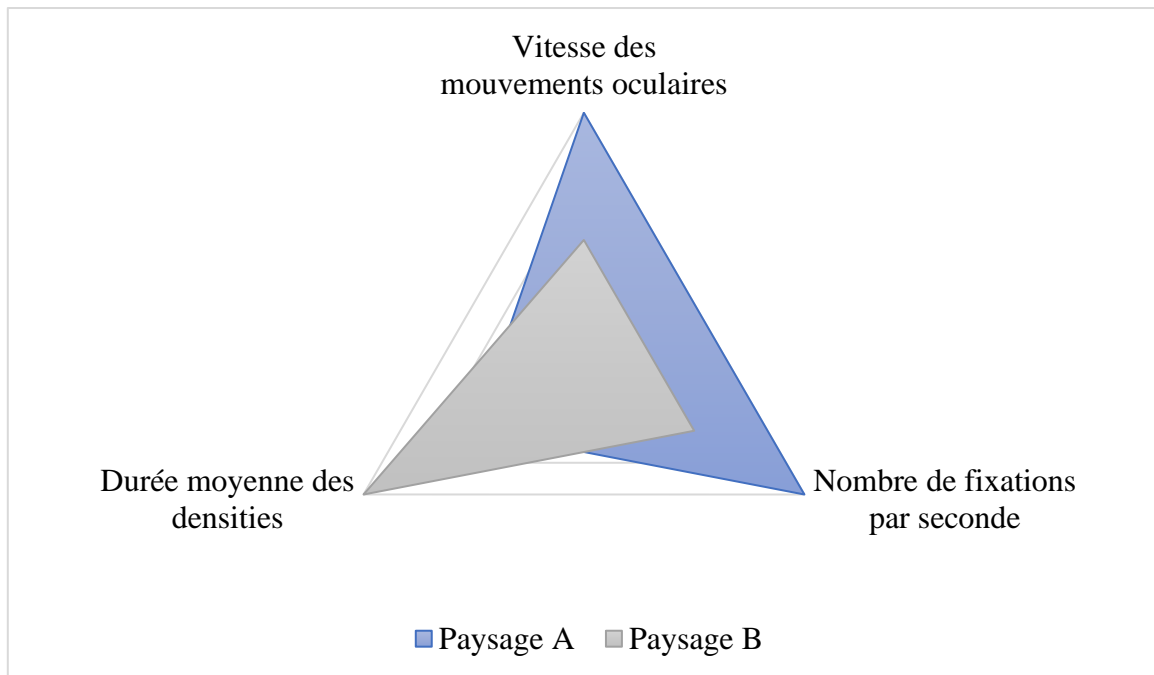 Vitesse des
mouvements oculaires
Durée moyenne des
densities
Nombre de fixations
par seconde
Paysage A
Paysage B